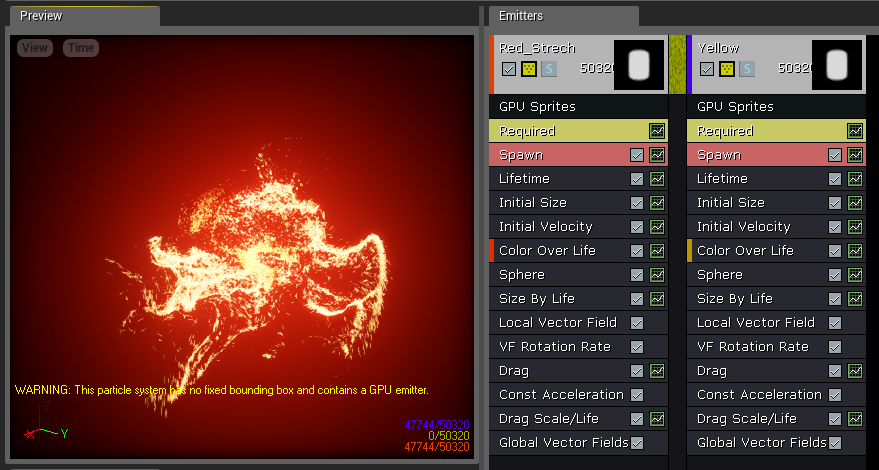 Preview
View Time
WARNING: This particle system has no fixed bounding box and contains a GPU emitter.
Z
X Y
47744/50320
0/50320
47744/50320
Emitters
Red_Strech
S 50320
GPU Sprites
Required
Spawn
Lifetime
Initial Size
Initial Velocity
Color Over Life
Sphere
Size By Life
Local Vector Field
VF Rotation Rate
Drag
Const Acceleration
Drag Scale/Life
Global Vector Fields
Yellow
S 50320
GPU Sprites
Required
Spawn
Lifetime
Initial Size
Initial Velocity
Color Over Life
Sphere
Size By Life
Local Vector Field
VF Rotation Rate
Drag
Const Acceleration
Drag Scale/Life
Global Vector Fields